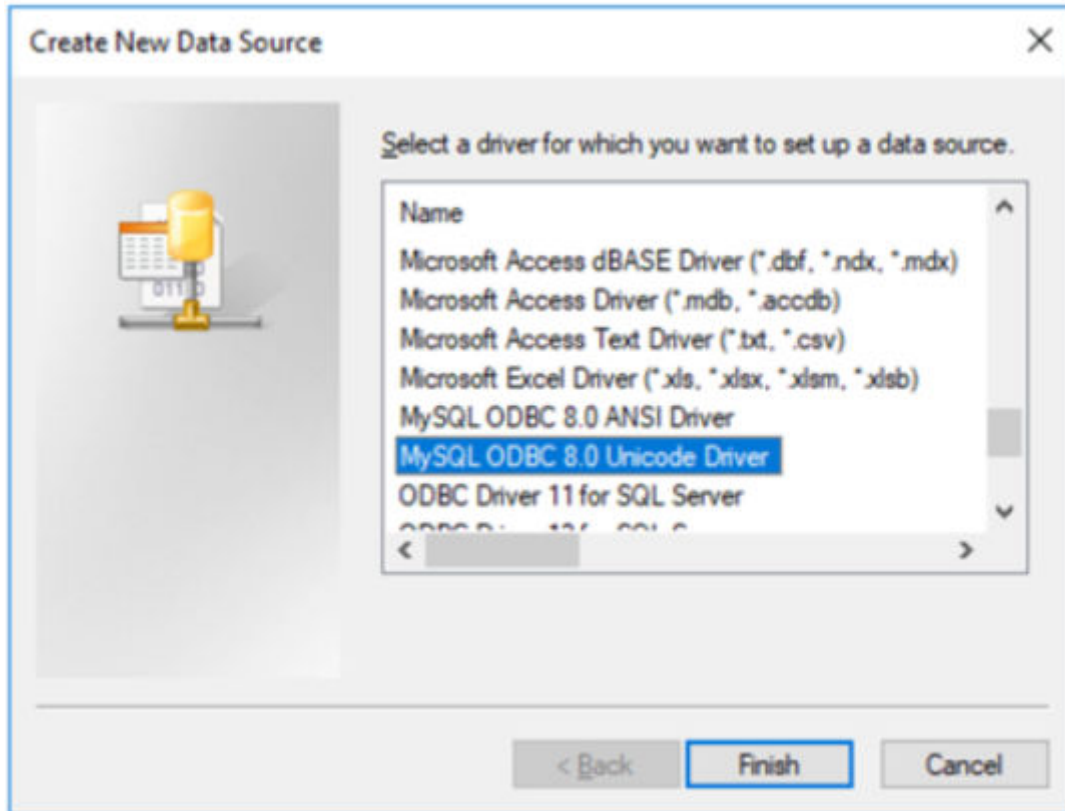 Create New Data Source
Select a driver for which you want to set up a data source.
Name
Microsoft Access dBASE Driver (*.dbf, *.ndx, *.mdx)
Microsoft Access Driver (*.mdb, *.accdb)
Microsoft Access Text Driver (*.txt, *.csv)
Microsoft Excel Driver (*.xls, *.xlsx, *.xlsm, *.xlsb)
MySQL ODBC 8.0 ANSI Driver
MySQL ODBC 8.0 Unicode Driver
ODBC Driver 11 for SQL Server
< Back
Finish
Cancel